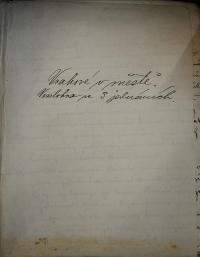 Vrahové v městě.
Veselohra ve 3 jednáních.